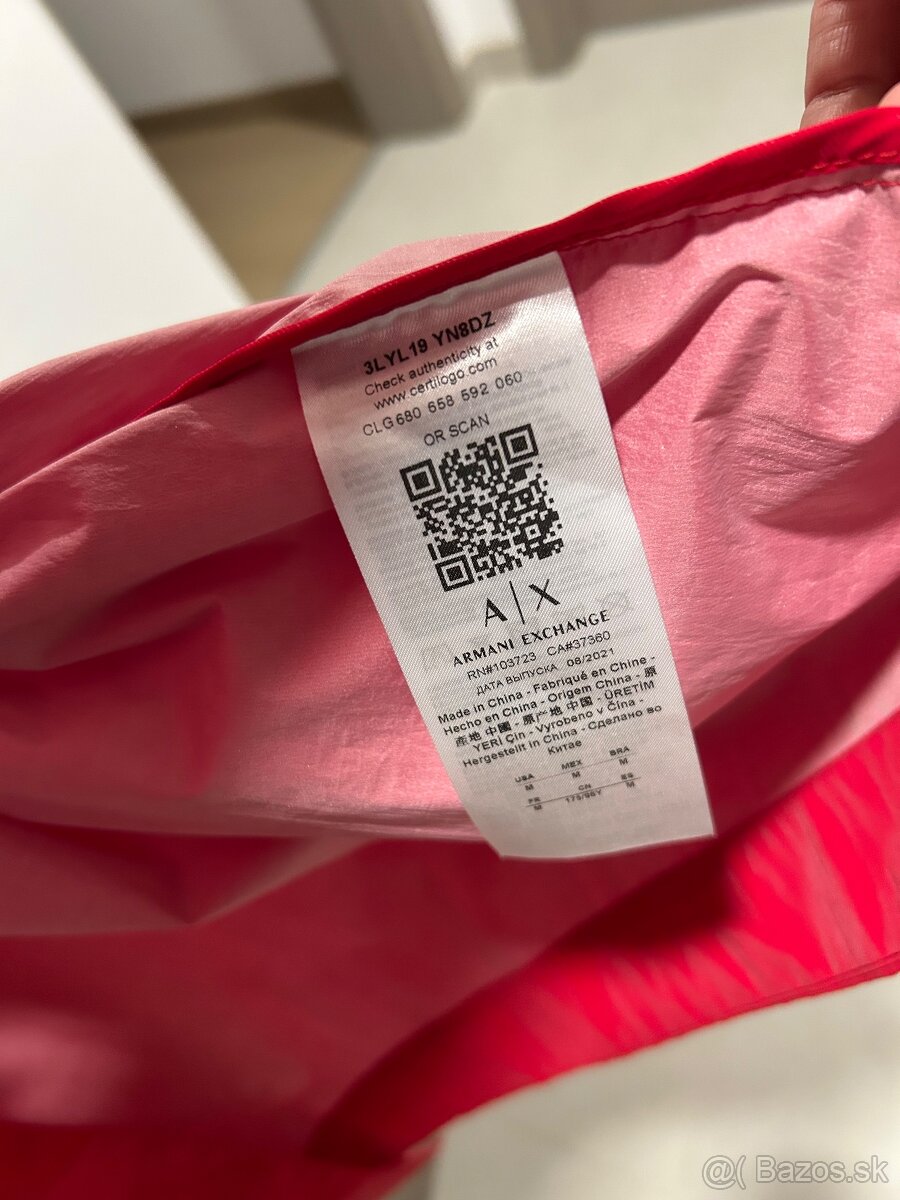 3LYL19 YN8DZ
Check authenticity at
www.certilogo.com
CLG 680 658 592 060
OR SCAN
A|X
ARMANI EXCHANGE
RN#103723 CA#37360
ДАТА ВЫПУСКА 08/2021
Made in China - Fabriqué en Chine -
Hecho en China - Origem China - 原
產地 中國 - 原产地 中国 - ÜRETİM
YERİ Çin - Vyrobeno v Číně -
Hergestellt in China - Сделано во
Китае
USA MEX BRA
M M M
FR CN ES
M 175/96Y M
@( Bazos.sk